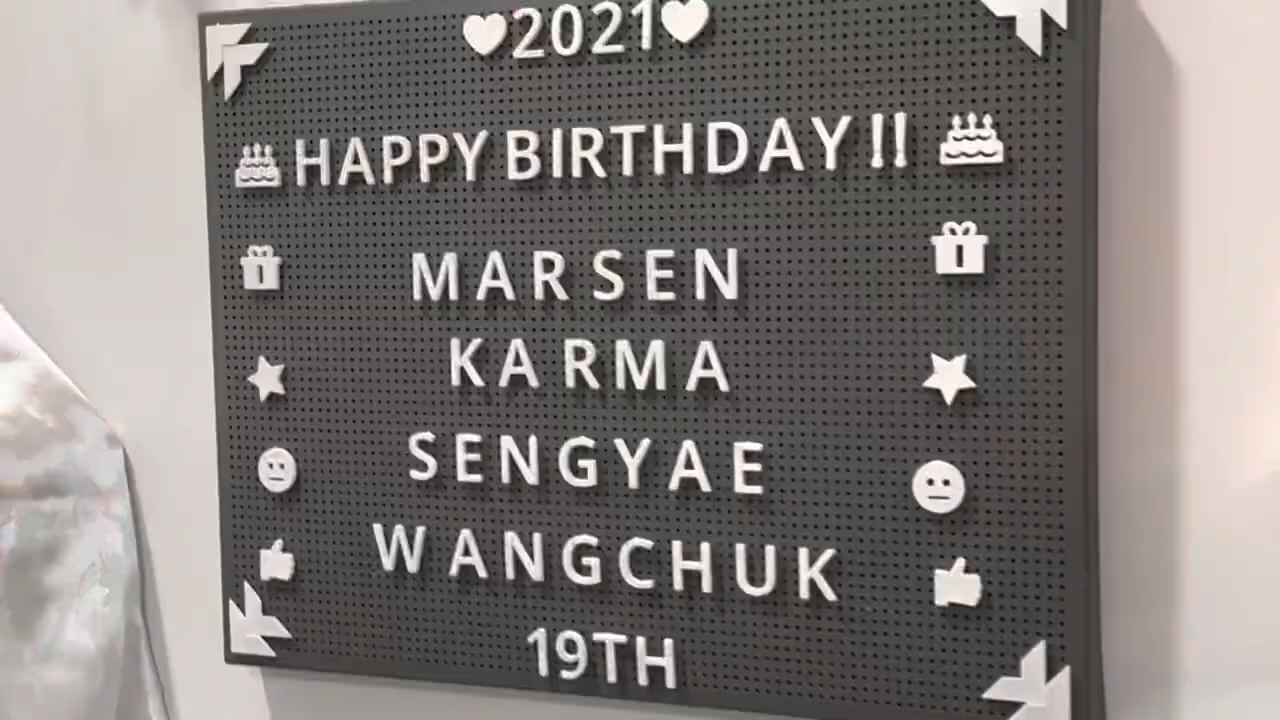 2021
HAPPY BIRTHDAY!!
MARSEN
KARMA
SENGYAE
WANGCHUK
19TH